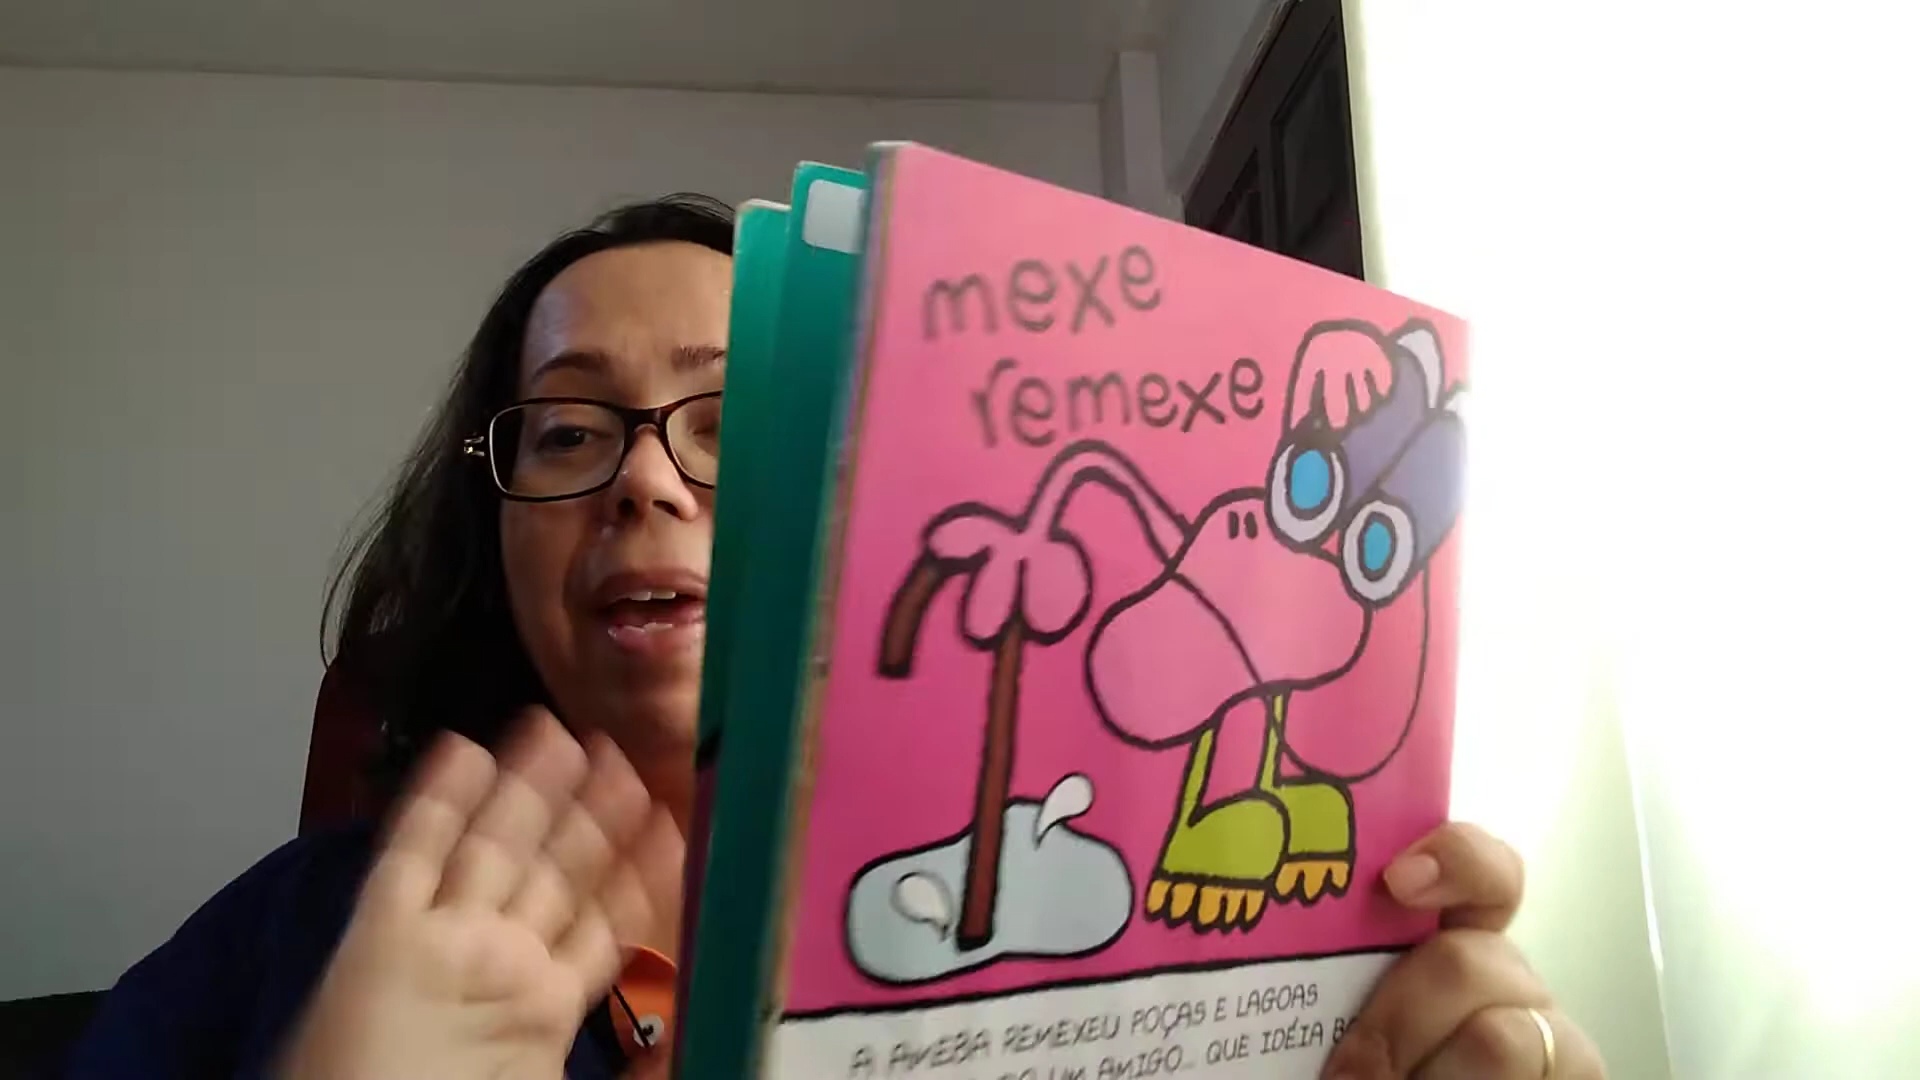 mexe
remexe
A AMEBA REMEXEU POÇAS E LAGOAS
UM AMIGO... QUE IDÉIA